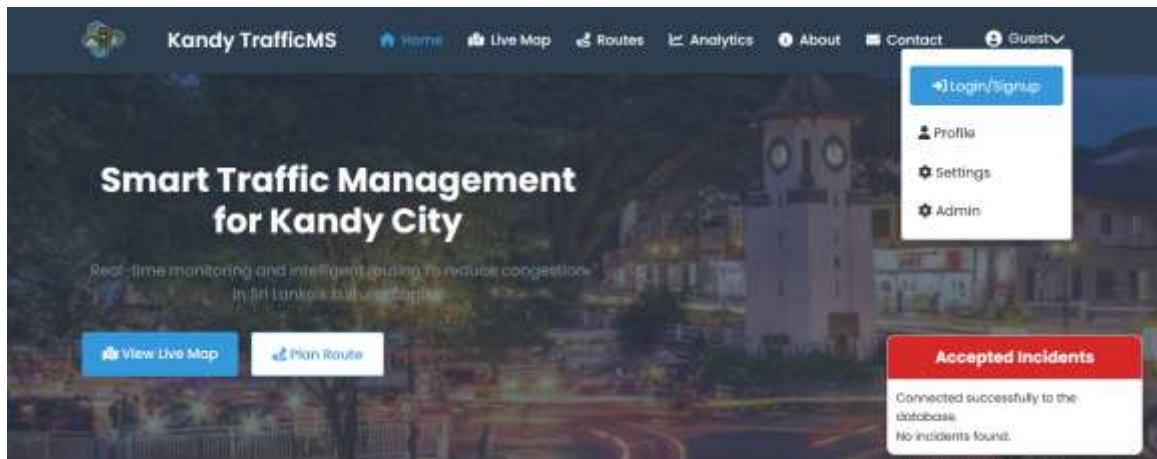 Kandy TrafficMS Home Live Map Routes Analytics About Contact Guest
Login/Signup
Profile
Settings
Admin
Smart Traffic Management
for Kandy City
Real-time monitoring and intelligent routing to reduce congestion
in Sri Lanka's cultural capital
View Live Map Plan Route
Accepted Incidents
Connected successfully to the
database.
No incidents found.